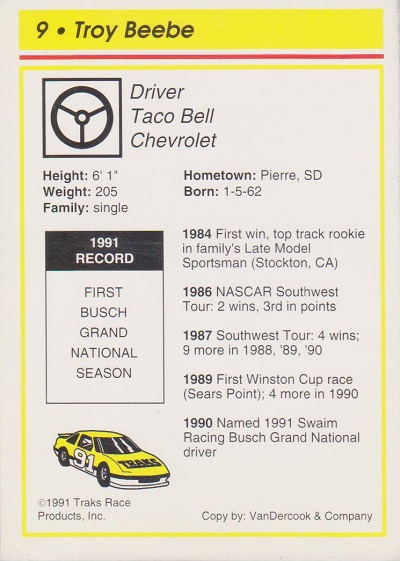 9 • Troy Beebe
Driver
Taco Bell
Chevrolet
Height: 6' 1"
Weight: 205
Family: single
Hometown: Pierre, SD
Born: 1-5-62
1991
RECORD
FIRST
BUSCH
GRAND
NATIONAL
SEASON
1984 First win, top track rookie
in family's Late Model
Sportsman (Stockton, CA)
1986 NASCAR Southwest
Tour: 2 wins, 3rd in points
1987 Southwest Tour: 4 wins;
9 more in 1988, '89, '90
1989 First Winston Cup race
(Sears Point); 4 more in 1990
1990 Named 1991 Swaim
Racing Busch Grand National
driver
91
TRAKS
©1991 Traks Race
Products, Inc.
Copy by: VanDercook & Company